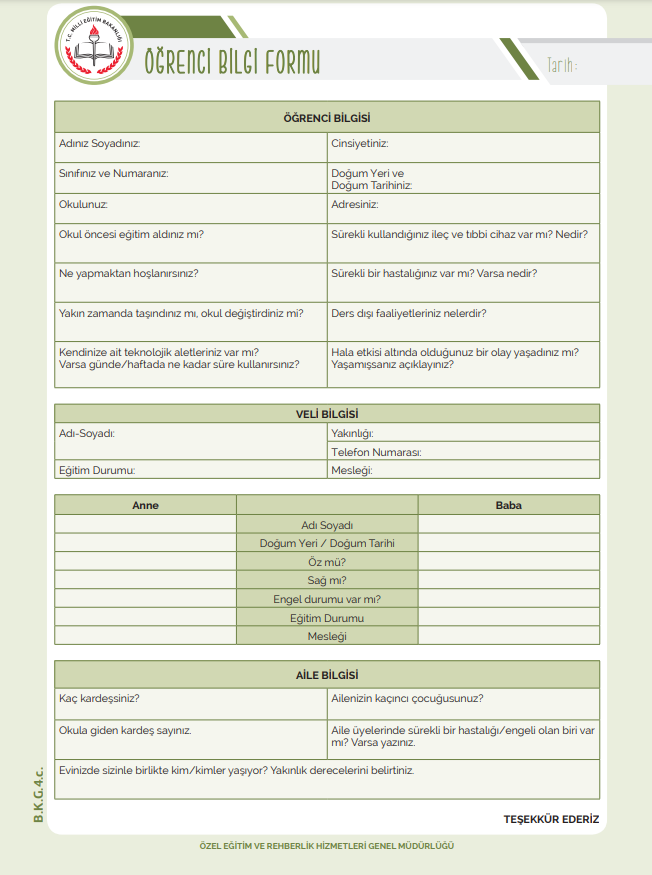 T.C. MİLLİ EĞİTİM BAKANLIĞI
ÖĞRENCİ BİLGİ FORMU
Tarih:
ÖĞRENCİ BİLGİSİ
Adınız Soyadınız:
Cinsiyetiniz:
Sınıfınız ve Numaranız:
Doğum Yeri ve
Doğum Tarihiniz:
Okulunuz:
Adresiniz:
Okul öncesi eğitim aldınız mı?
Sürekli kullandığınız ileç ve tıbbi cihaz var mı? Nedir?
Ne yapmaktan hoşlanırsınız?
Sürekli bir hastalığınız var mı? Varsa nedir?
Yakın zamanda taşındınız mı, okul değiştirdiniz mi?
Ders dışı faaliyetleriniz nelerdir?
Kendinize ait teknolojik aletleriniz var mı?
Varsa günde/haftada ne kadar süre kullanırsınız?
Hala etkisi altında olduğunuz bir olay yaşadınız mı?
Yaşamışsanız açıklayınız?
VELİ BİLGİSİ
Adı-Soyadı:
Yakınlığı:
Telefon Numarası:
Eğitim Durumu:
Mesleği:
Anne
Baba
Adı Soyadı
Doğum Yeri / Doğum Tarihi
Öz mü?
Sağ mı?
Engel durumu var mı?
Eğitim Durumu
Mesleği
AİLE BİLGİSİ
Kaç kardeşsiniz?
Ailenizin kaçıncı çocuğusunuz?
Okula giden kardeş sayınız.
Aile üyelerinde sürekli bir hastalığı/engeli olan biri var
mı? Varsa yazınız.
Evinizde sizinle birlikte kim/kimler yaşıyor? Yakınlık derecelerini belirtiniz.
B.K.G.4.c.
TEŞEKKÜR EDERİZ
ÖZEL EĞİTİM VE REHBERLİK HİZMETLERİ GENEL MÜDÜRLÜĞÜ